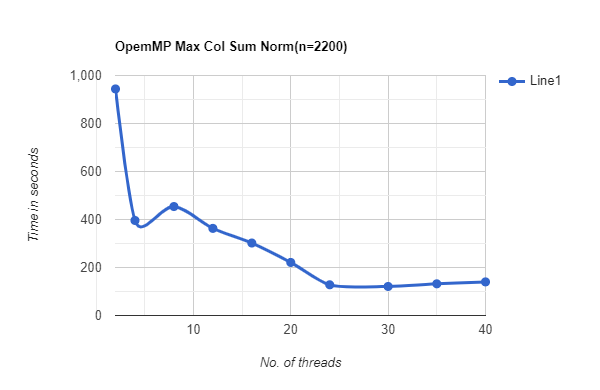 OpemMP Max Col Sum Norm(n=2200)
1,000
800
600
400
200
0
Time in seconds
10 20 30 40
No. of threads
Line1